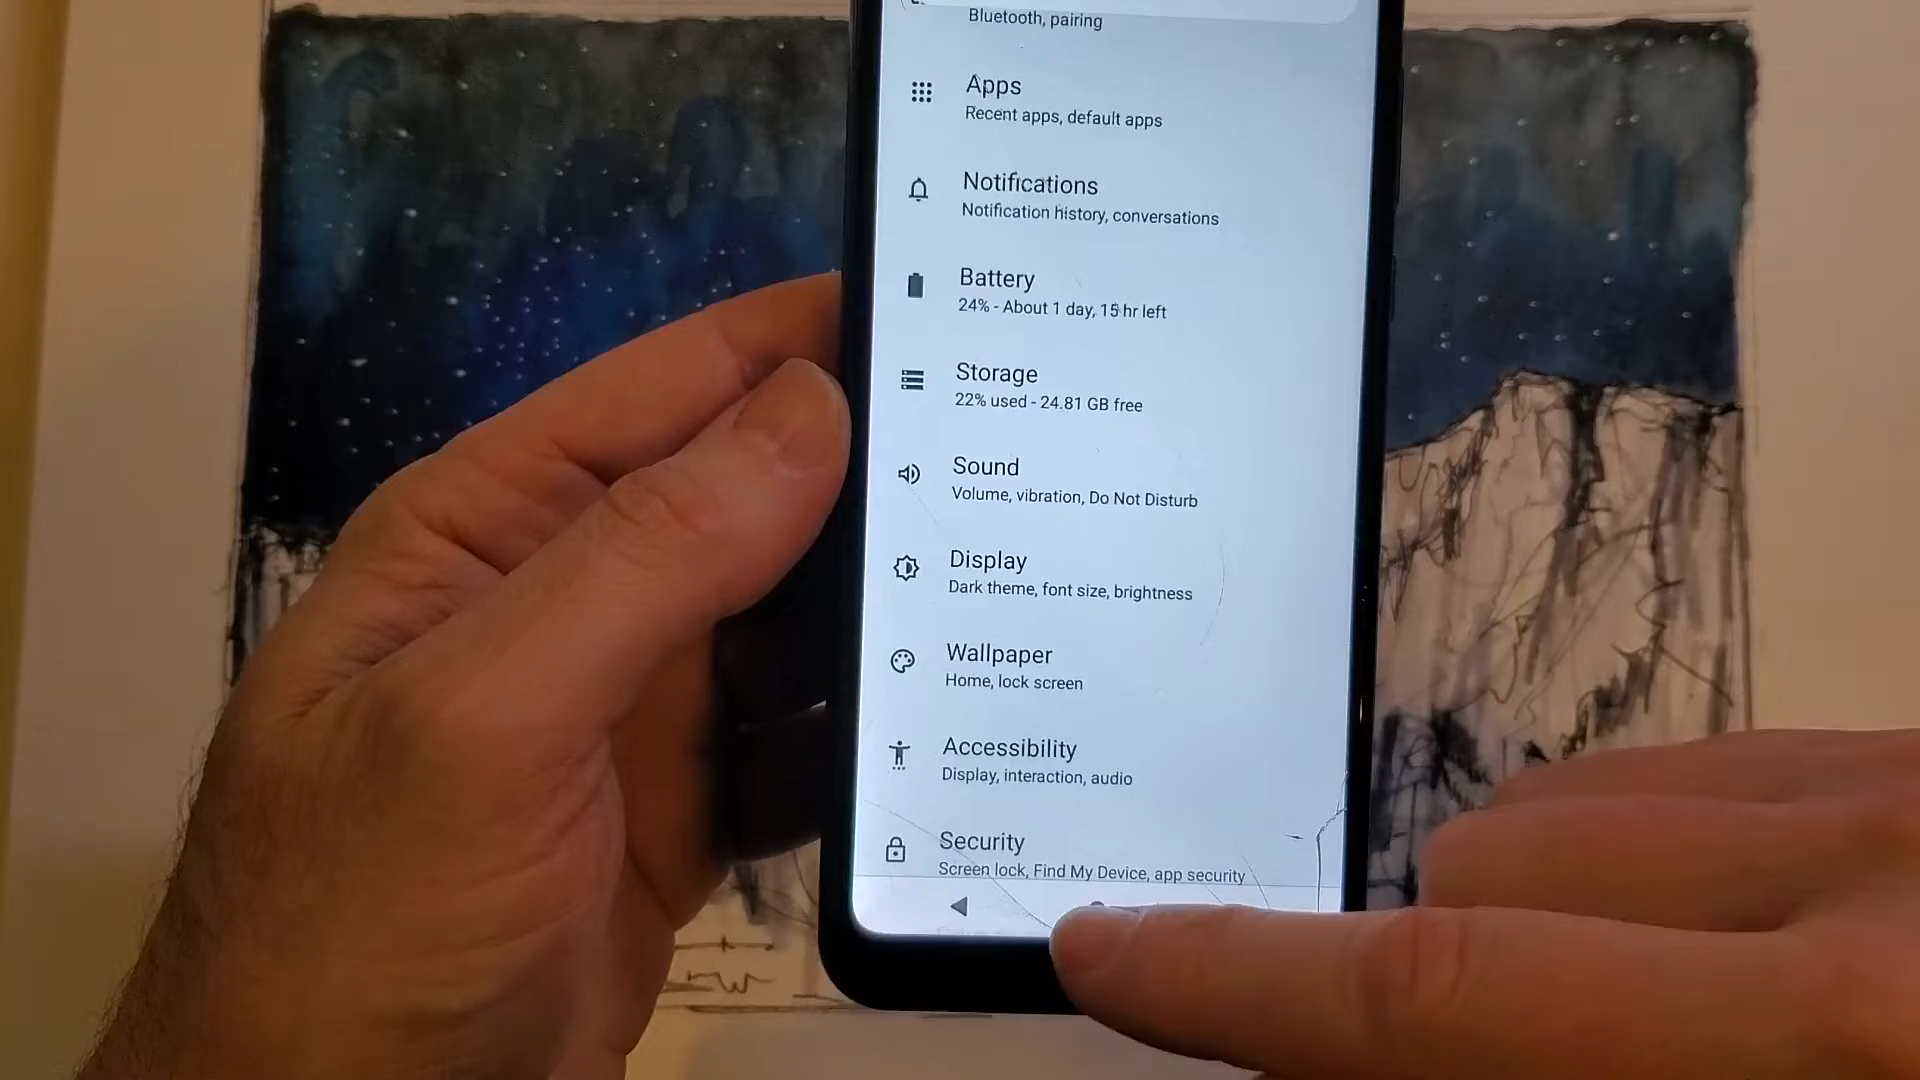 Bluetooth, pairing
Apps
Recent apps, default apps
Notifications
Notification history, conversations
Battery
24% - About 1 day, 15 hr left
Storage
22% used - 24.81 GB free
Sound
Volume, vibration, Do Not Disturb
Display
Dark theme, font size, brightness
Wallpaper
Home, lock screen
Accessibility
Display, interaction, audio
Security
Screen lock, Find My Device, app security